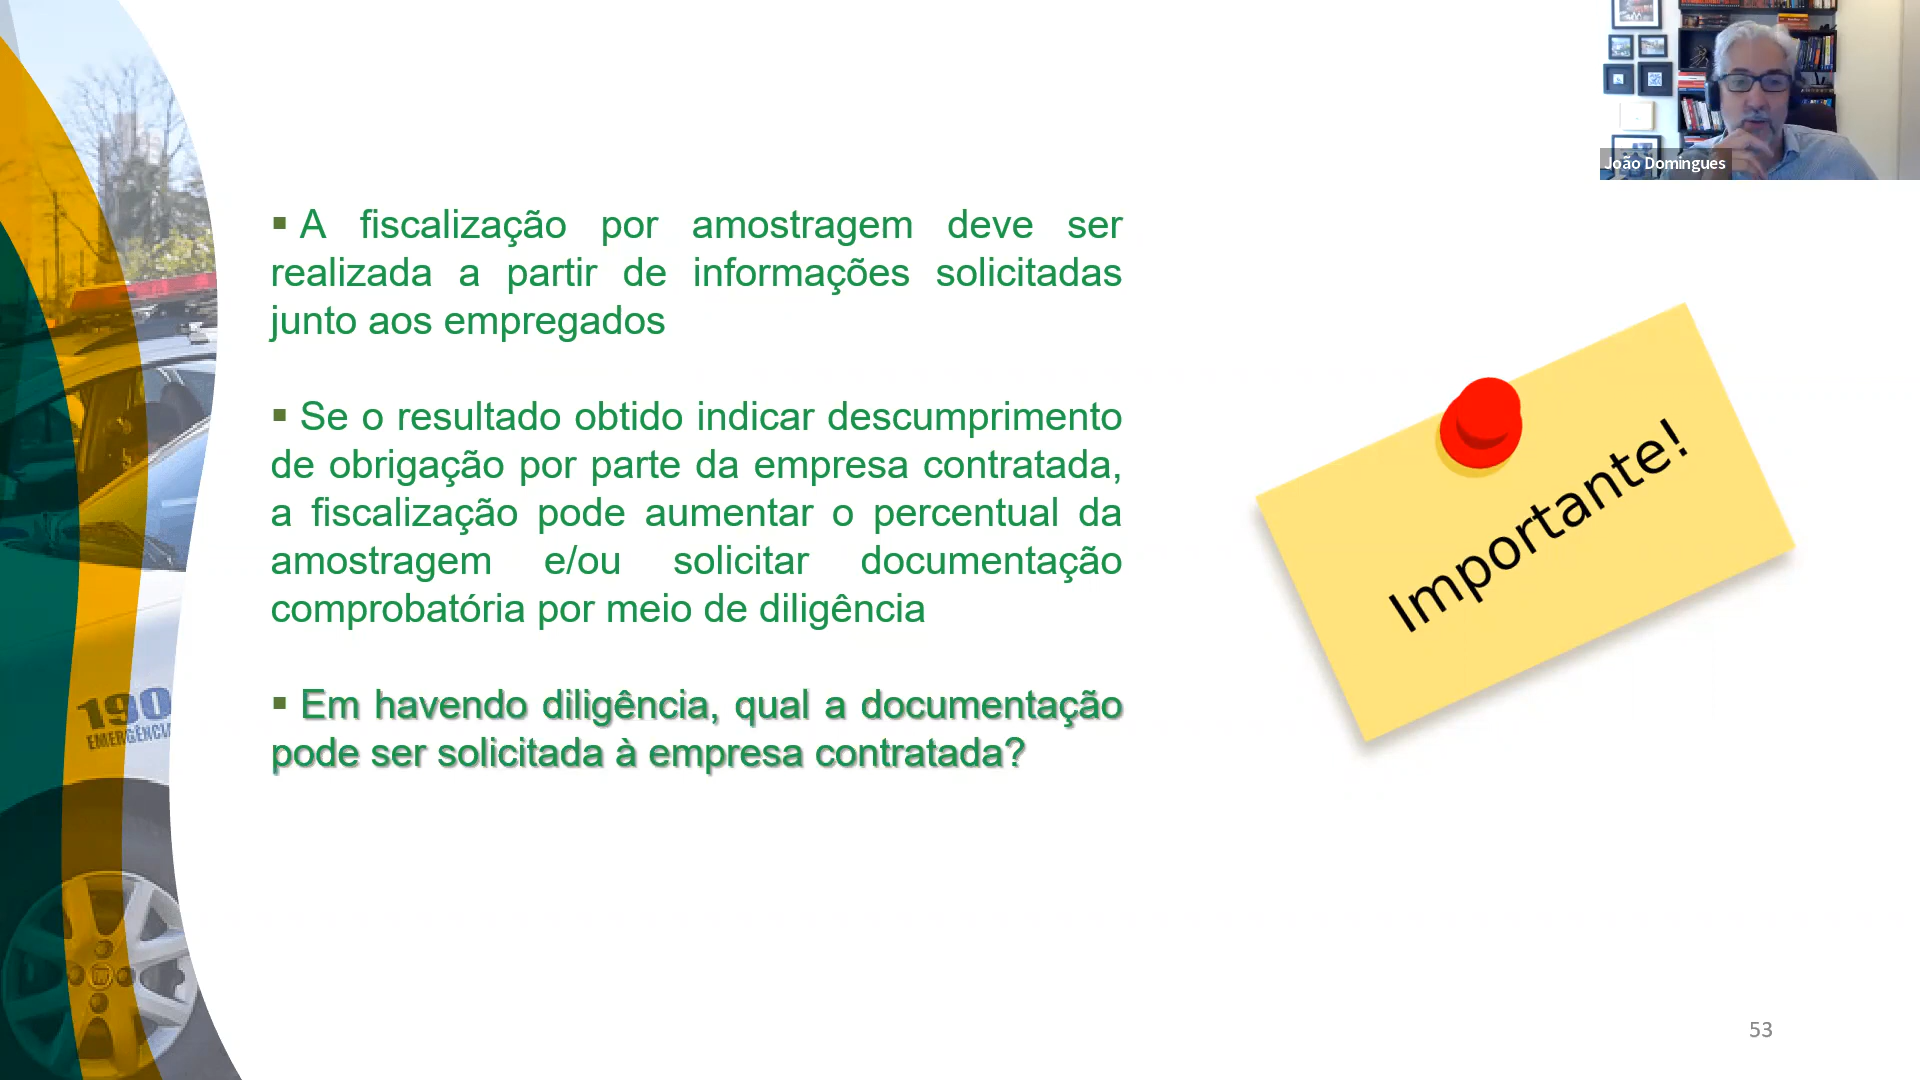 João Domingues
▪ A fiscalização por amostragem deve ser
realizada a partir de informações solicitadas
junto aos empregados
▪ Se o resultado obtido indicar descumprimento
de obrigação por parte da empresa contratada,
a fiscalização pode aumentar o percentual da
amostragem e/ou solicitar documentação
comprobatória por meio de diligência
▪ Em havendo diligência, qual a documentação
pode ser solicitada à empresa contratada?
Importante!
190
EMERGÊNCIA
53